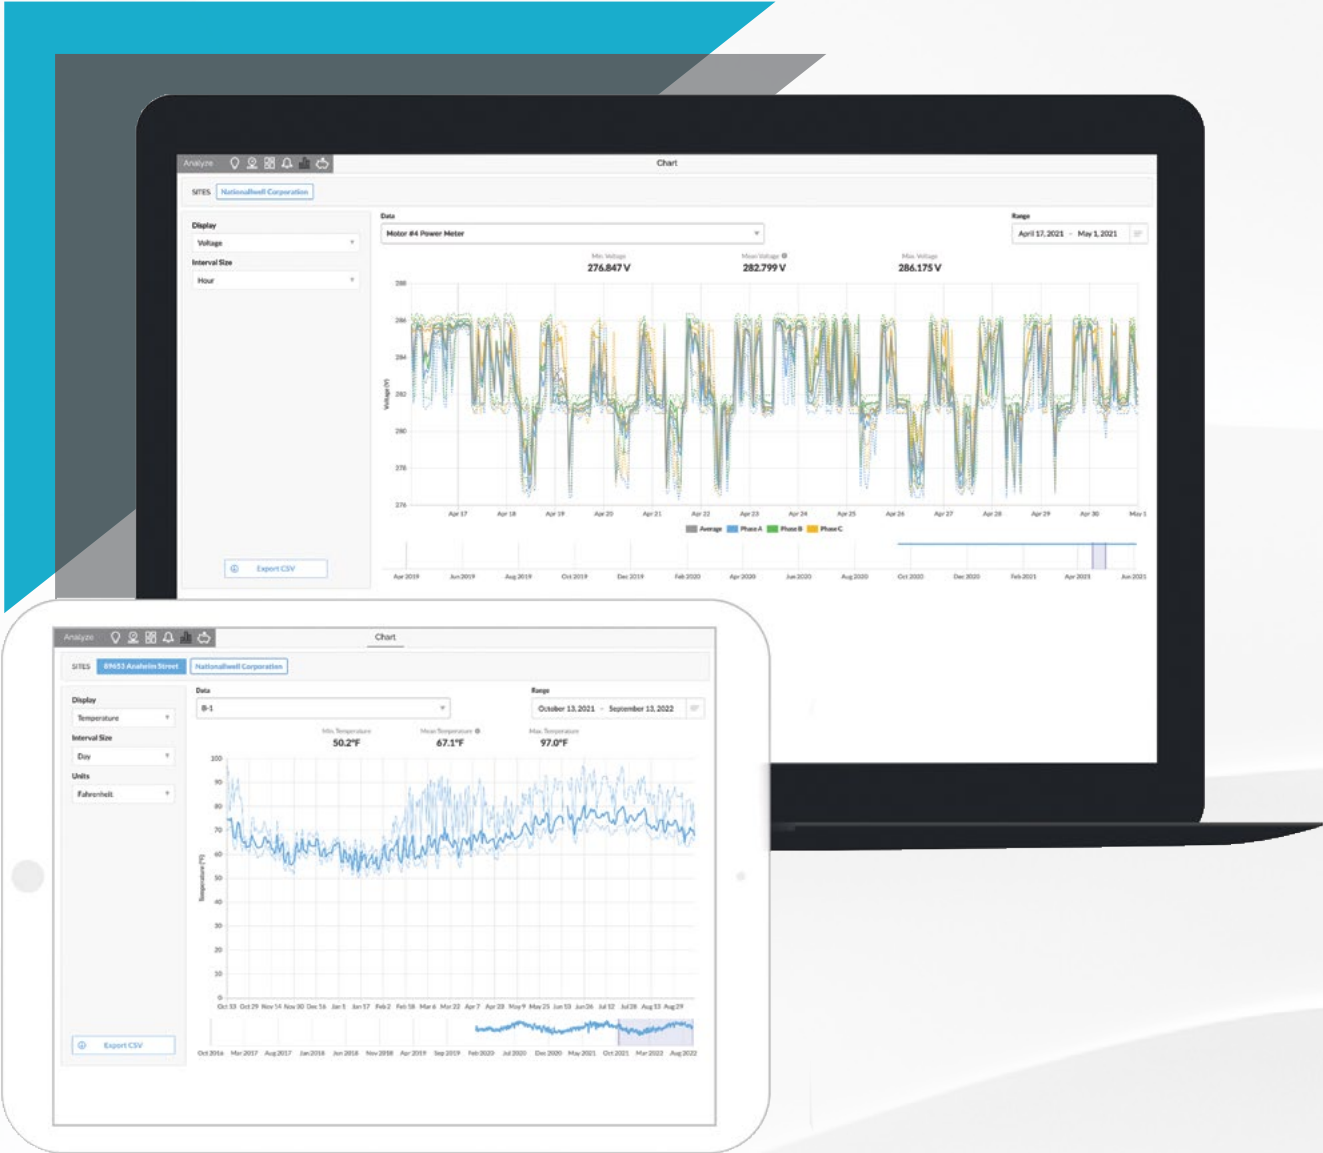 Analyze
Chart
SITES Nationallwell Corporation
Display
Voltage
Interval Size
Hour
Export CSV
Data
Motor #4 Power Meter
Range
April 17, 2021 - May 1, 2021
Min Voltage Mean Voltage Max Voltage
276.847 V 282.799 V 286.175 V
288
286
284
282
280
278
276
Voltage (V)
Apr 17 Apr 18 Apr 19 Apr 20 Apr 21 Apr 22 Apr 23 Apr 24 Apr 25 Apr 26 Apr 27 Apr 28 Apr 29 Apr 30 May 1
Average Phase A Phase B Phase C
Apr 2019 Jun 2019 Aug 2019 Oct 2019 Dec 2019 Feb 2020 Apr 2020 Jun 2020 Aug 2020 Oct 2020 Dec 2020 Feb 2021 Apr 2021 Jun 2021
Analyze
Chart
SITES 89653 Anaheim Street Nationallwell Corporation
Display
Temperature
Interval Size
Day
Units
Fahrenheit
Export CSV
Data
B-1
Range
October 13, 2021 - September 13, 2022
Min. Temperature Mean Temperature Max. Temperature
50.2°F 67.1°F 97.0°F
100
90
80
70
60
50
40
30
20
10
0
Temperature (°F)
Oct 13 Oct 29 Nov 14 Nov 30 Dec 16 Jan 1 Jan 17 Feb 2 Feb 18 Mar 6 Mar 22 Apr 7 Apr 23 May 9 May 25 Jun 10 Jun 26 Jul 12 Jul 28 Aug 13 Aug 29
Oct 2016 Mar 2017 Aug 2017 Jan 2018 Jun 2018 Nov 2018 Apr 2019 Sep 2019 Feb 2020 Jul 2020 Dec 2020 May 2021 Oct 2021 Mar 2022 Aug 2022